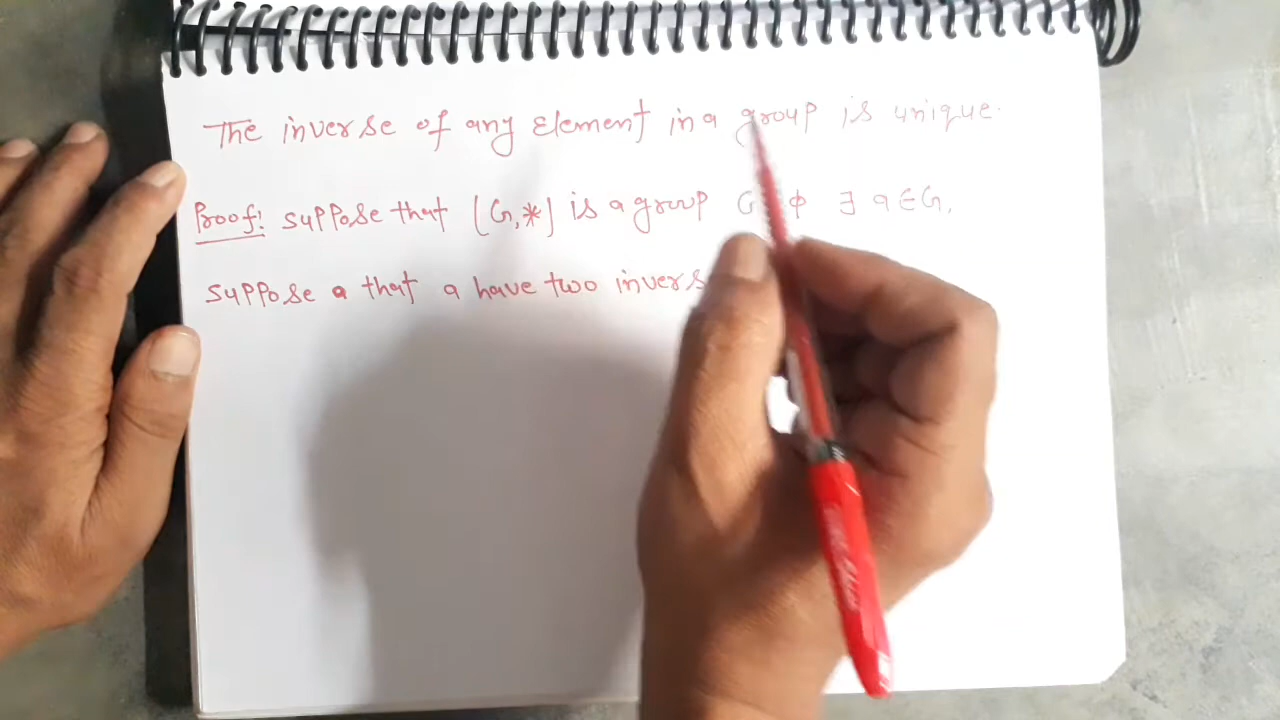 The inverse of any Element in a group is unique.
Proof! suppose that (G,*) is a group G ϕ ∃ a∈G,
suppose a that a have two invers